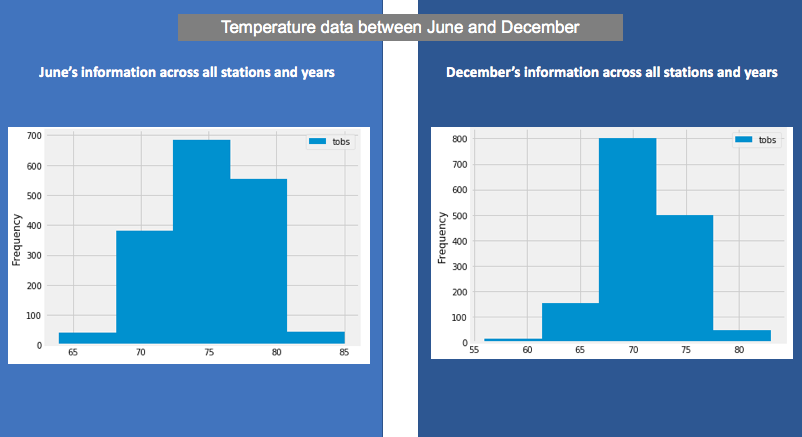 Temperature data between June and December
June's information across all stations and years
December's information across all stations and years
tobs
700
600
500
400
300
200
100
0
Frequency
65 70 75 80 85
tobs
800
700
600
500
400
300
200
100
0
Frequency
55 60 65 70 75 80